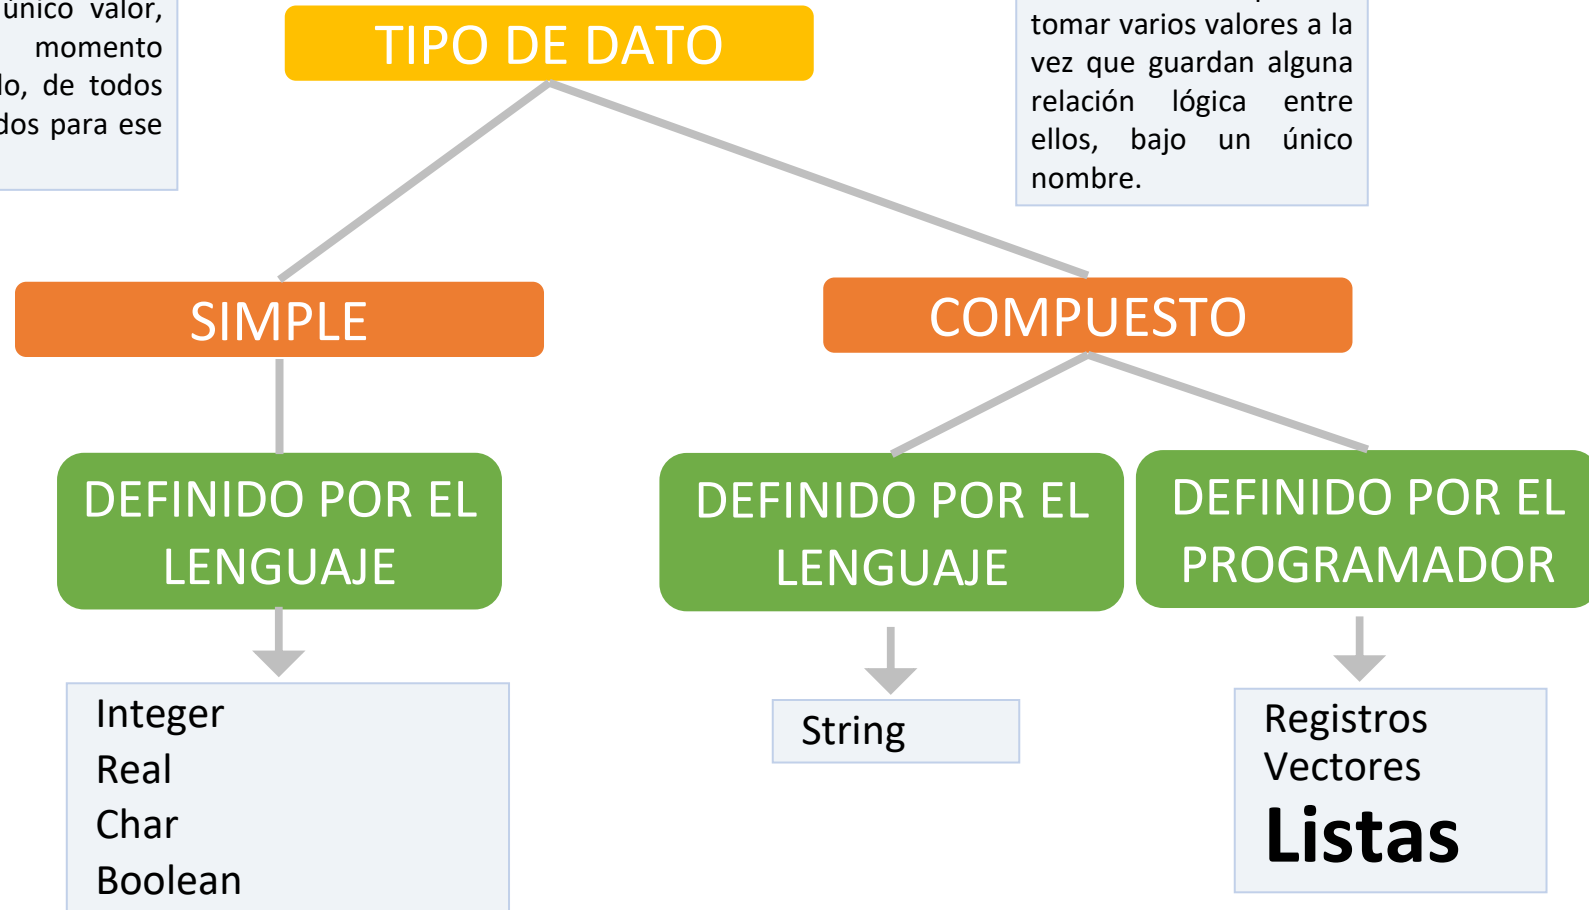 único valor,
momento
de todos
para ese
TIPO DE DATO
tomar varios valores a la
vez que guardan alguna
relación lógica entre
ellos, bajo un único
nombre.
SIMPLE
COMPUESTO
DEFINIDO POR EL
LENGUAJE
DEFINIDO POR EL
LENGUAJE
DEFINIDO POR EL
PROGRAMADOR
Integer
Real
Char
Boolean
String
Registros
Vectores
Listas